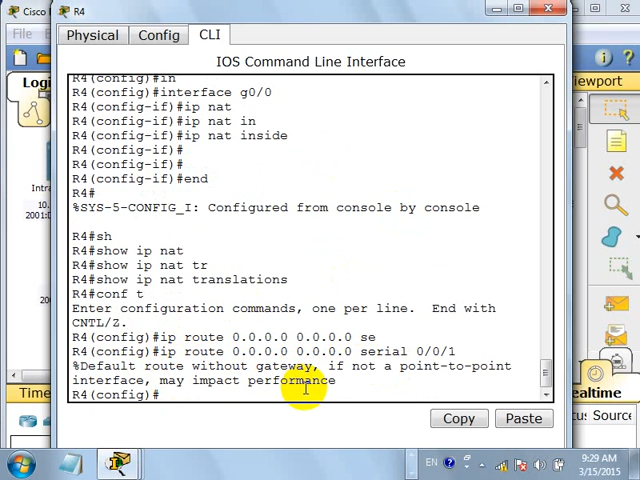 Cisco
R4
File
Physical
Config
CLI
IOS Command Line Interface
Viewport
R4(config)#in
R4(config)#interface g0/0
R4(config-if)#ip nat
R4(config-if)#ip nat in
R4(config-if)#ip nat inside
R4(config-if)#
R4(config-if)#
R4(config-if)#end
R4#
%SYS-5-CONFIG_I: Configured from console by console
R4#sh
R4#show ip nat
R4#show ip nat tr
R4#show ip nat translations
R4#conf t
Enter configuration commands, one per line.  End with
CNTL/Z.
R4(config)#ip route 0.0.0.0 0.0.0.0 se
R4(config)#ip route 0.0.0.0 0.0.0.0 serial 0/0/1
%Default route without gateway, if not a point-to-point
interface, may impact performance
R4(config)#
Copy
Paste
Logi
Intra
10.
2001:D
Time
Realtime
Source
EN
9:29 AM
3/15/2015